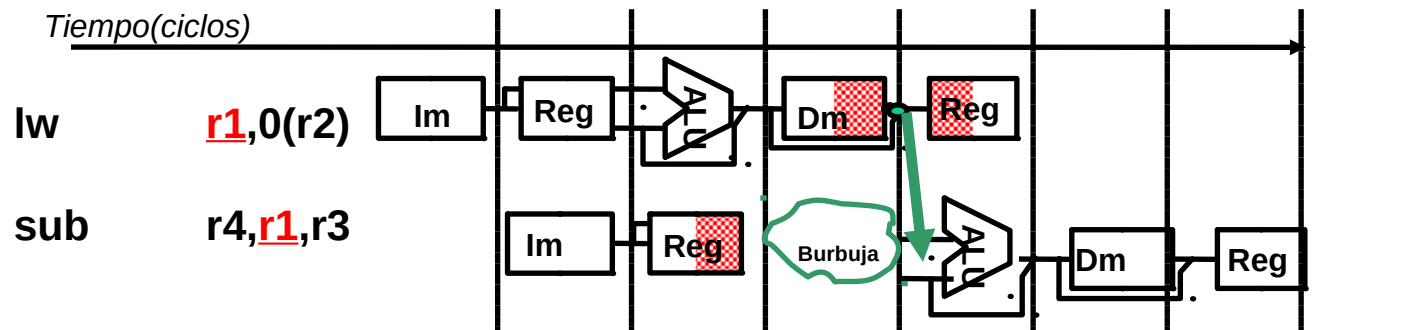 Tiempo(ciclos)
lw r1,0(r2) Im Reg ALU Dm Reg
sub r4,r1,r3 Im Reg Burbuja ALU Dm Reg